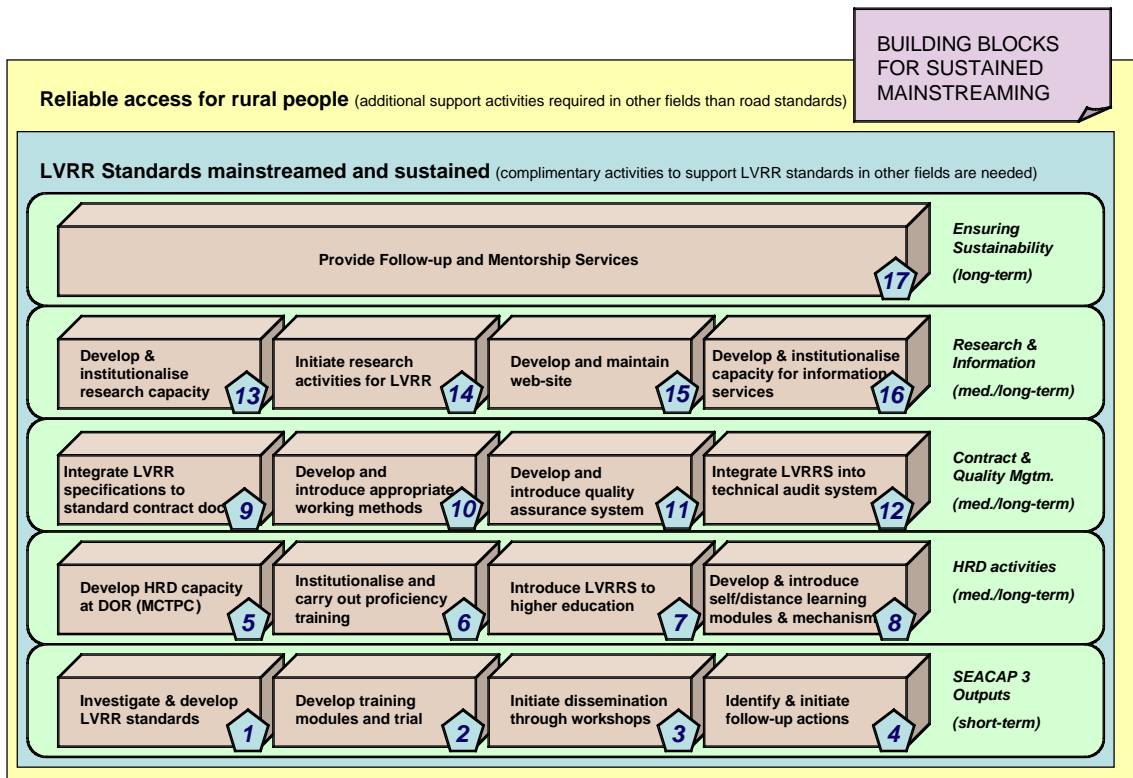 BUILDING BLOCKS
FOR SUSTAINED
MAINSTREAMING
Reliable access for rural people (additional support activities required in other fields than road standards)
LVRR Standards mainstreamed and sustained (complimentary activities to support LVRR standards in other fields are needed)
Provide Follow-up and Mentorship Services
17
Ensuring
Sustainability
(long-term)
Develop &
institutionalise
research capacity
13
Initiate research
activities for LVRR
14
Develop and maintain
web-site
15
Develop & institutionalise
capacity for information
services
16
Research &
Information
(med./long-term)
Integrate LVRR
specifications to
standard contract doc
9
Develop and
introduce appropriate
working methods
10
Develop and
introduce quality
assurance system
11
Integrate LVRRS into
technical audit system
12
Contract &
Quality Mgtm.
(med./long-term)
Develop HRD capacity
at DOR (MCTPC)
5
Institutionalise and
carry out proficiency
training
6
Introduce LVRRS to
higher education
7
Develop & introduce
self/distance learning
modules & mechanism
8
HRD activities
(med./long-term)
Investigate & develop
LVRR standards
1
Develop training
modules and trial
2
Initiate dissemination
through workshops
3
Identify & initiate
follow-up actions
4
SEACAP 3
Outputs
(short-term)